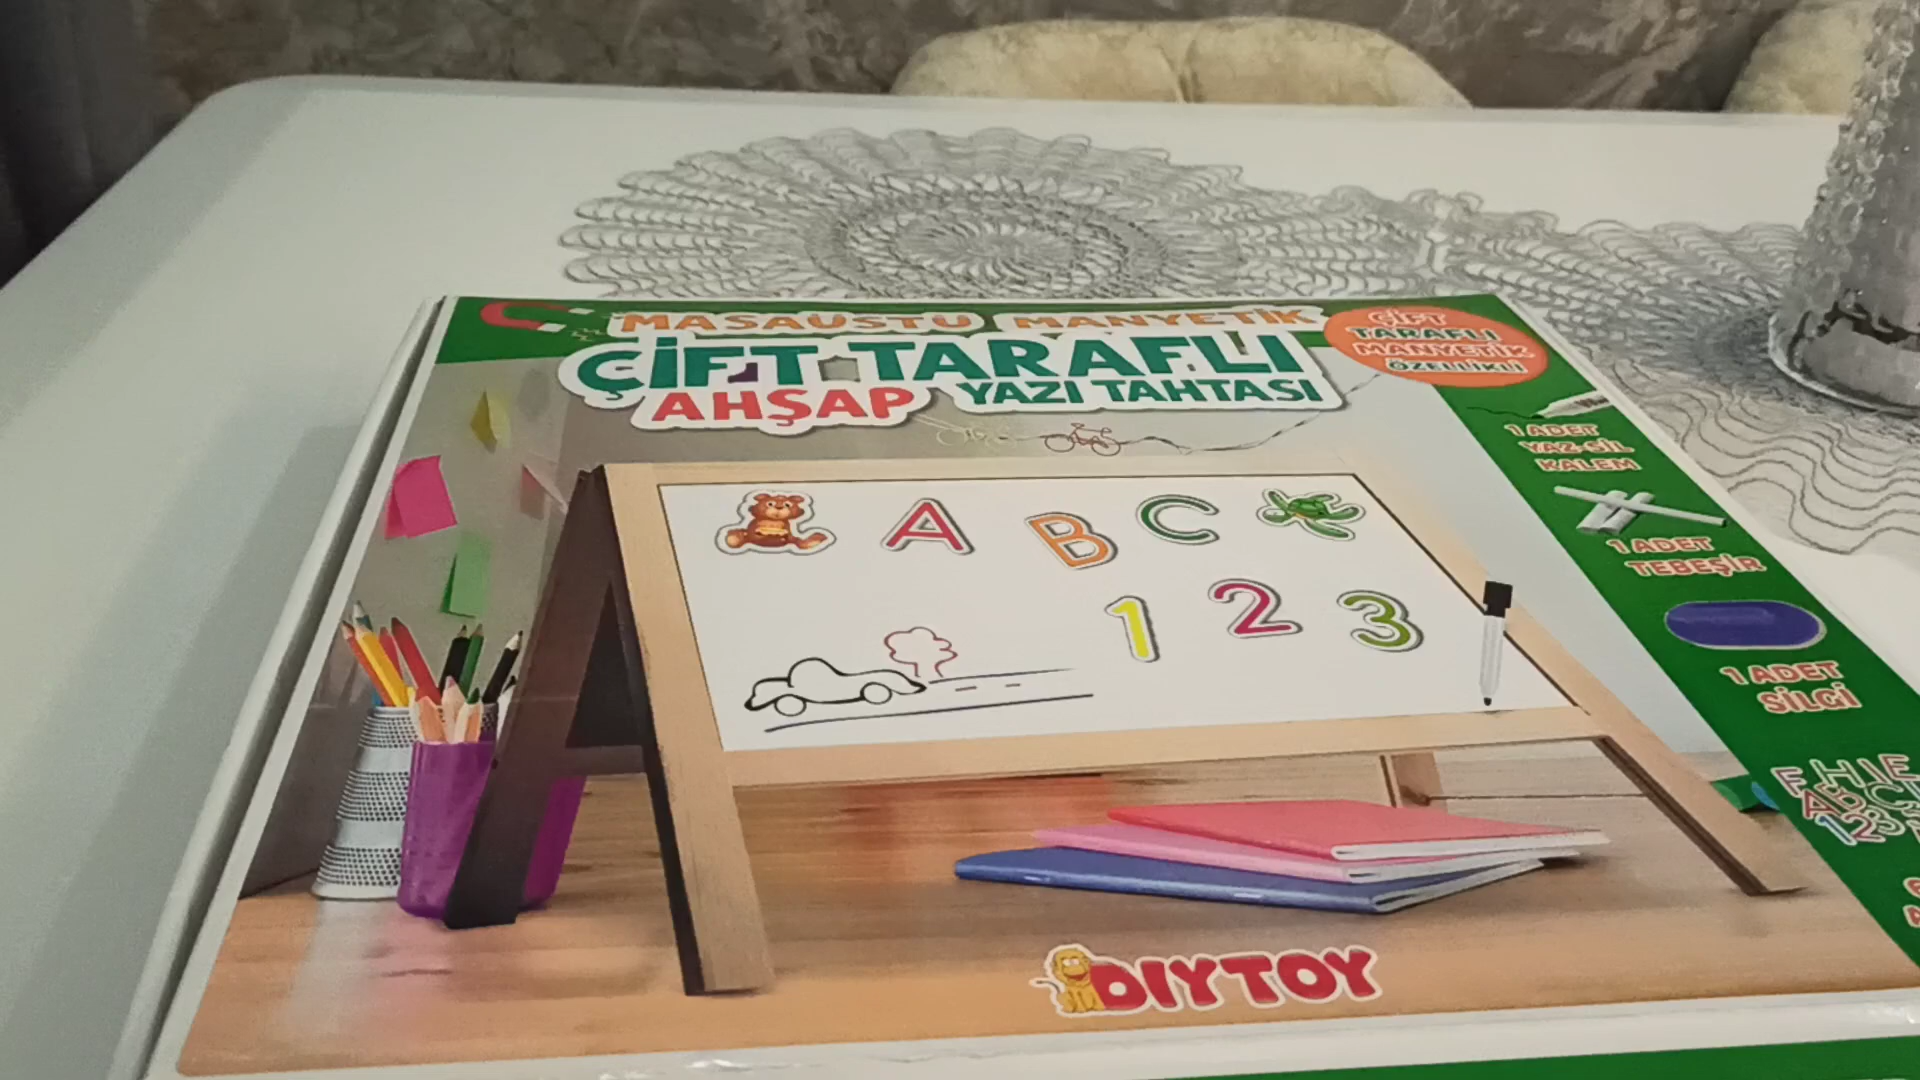 MASAÜSTÜ MANYETİK
ÇİFT TARAFLI
AHŞAP YAZI TAHTASI
ÇİFT
TARAFLI
MANYETİK
ÖZELLİKLİ
1 ADET
YAZ-SİL
KALEM
1 ADET
TEBEŞİR
1 ADET
SİLGİ
A B C
1 2 3
DIYTOY